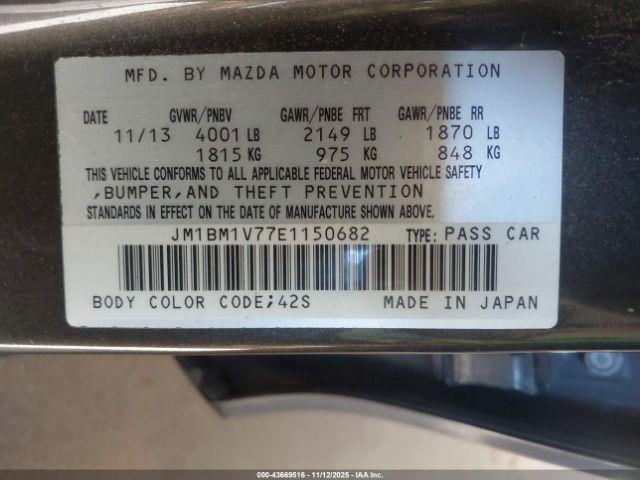 MFD. BY MAZDA MOTOR CORPORATION
DATE GVWR/PNBV GAWR/PNBE FRT GAWR/PNBE RR
11/13 4001 LB 2149 LB 1870 LB
1815 KG 975 KG 848 KG
THIS VEHICLE CONFORMS TO ALL APPLICABLE FEDERAL MOTOR VEHICLE SAFETY
,BUMPER,AND THEFT PREVENTION
STANDARDS IN EFFECT ON THE DATE OF MANUFACTURE SHOWN ABOVE.
JM1BM1V77E1150682 TYPE: PASS CAR
BODY COLOR CODE;42S MADE IN JAPAN
000-43669516 - 11/12/2025 - IAA Inc.